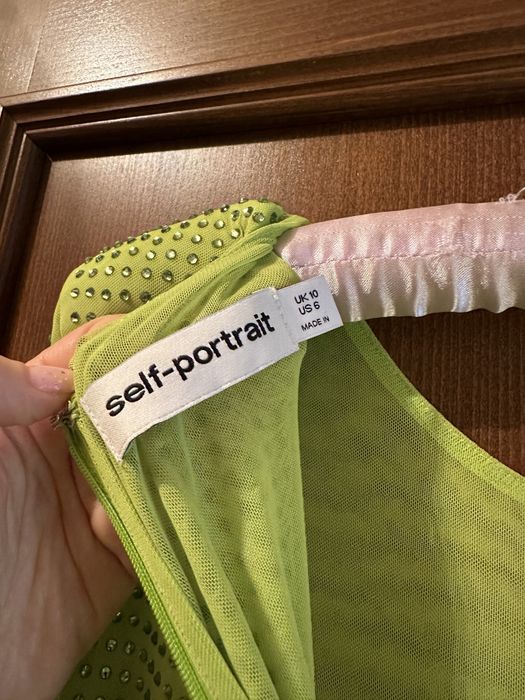 self-portrait
UK 10
US 6
MADE IN